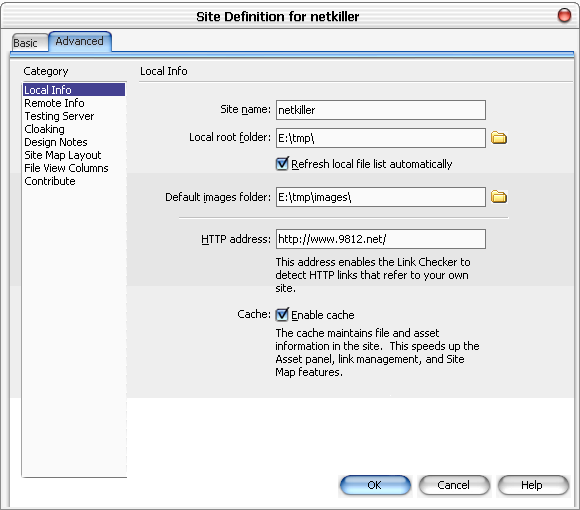 Site Definition for netkiller
Basic
Advanced
Category
Local Info
Remote Info
Testing Server
Cloaking
Design Notes
Site Map Layout
File View Columns
Contribute
Local Info
Site name: netkiller
Local root folder: E:\tmp\
Refresh local file list automatically
Default images folder: E:\tmp\images\
HTTP address: http://www.9812.net/
This address enables the Link Checker to
detect HTTP links that refer to your own
site.
Cache: Enable cache
The cache maintains file and asset
information in the site. This speeds up the
Asset panel, link management, and Site
Map features.
OK
Cancel
Help